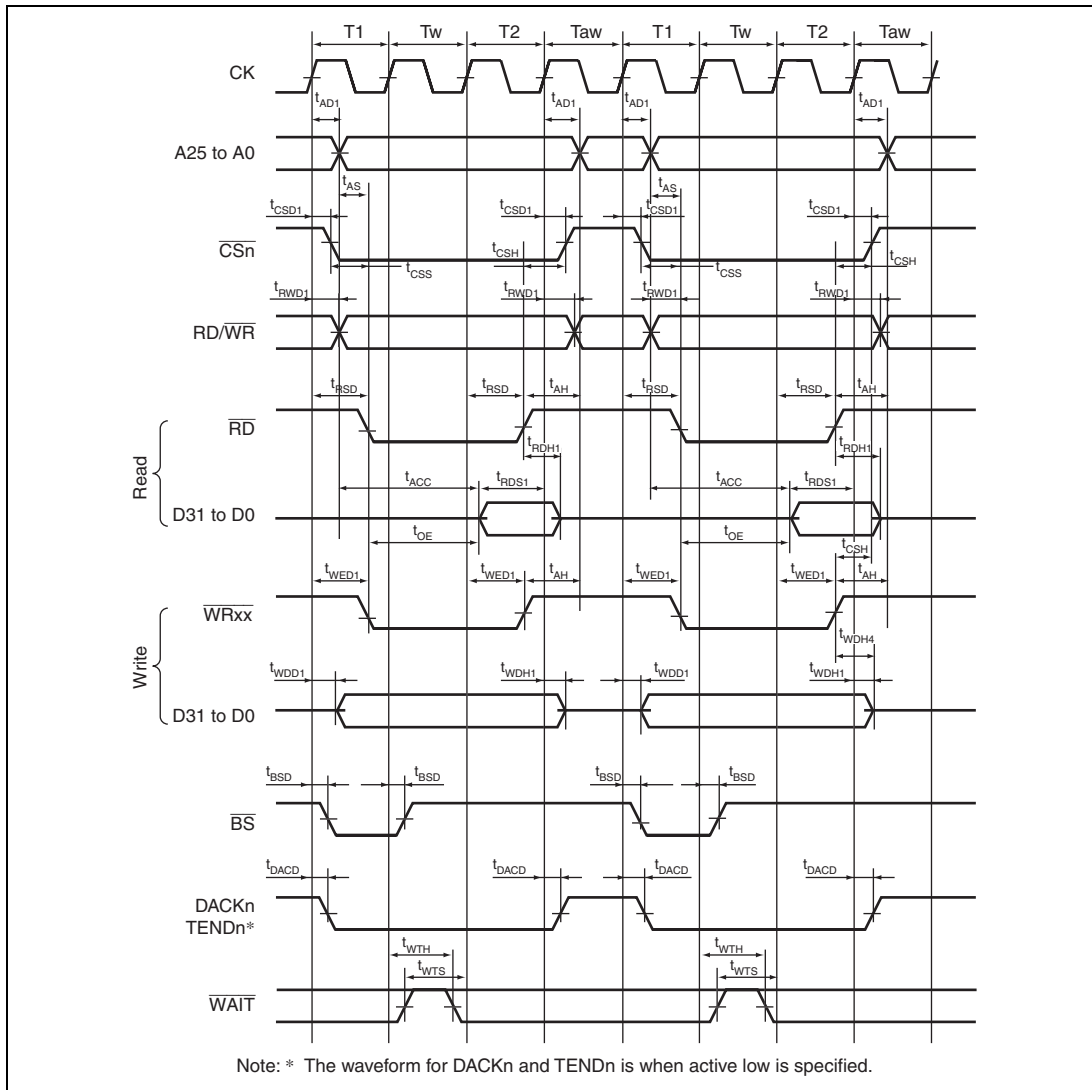 T1 Tw T2 Taw T1 Tw T2 Taw
CK
tAD1 tAD1 tAD1 tAD1
A25 to A0
tAS tAS
tCSD1 tCSD1 tCSD1 tCSD1
CSn
tCSH tCSH
tCSS tCSS
tRWD1 tRWD1 tRWD1 tRWD1
RD/WR
tRSD tRSD tAH tRSD tRSD tAH
RD
tRDH1 tRDH1
Read
tACC tRDS1 tACC tRDS1
D31 to D0
tOE tOE
tCSH
tWED1 tWED1 tAH tWED1 tWED1 tAH
WRxx
tWDH4
Write
tWDD1 tWDH1 tWDD1 tWDH1
D31 to D0
tBSD tBSD tBSD tBSD
BS
tDACD tDACD tDACD tDACD
DACKn
TENDn*
tWTH tWTH
tWTS tWTS
WAIT
Note: * The waveform for DACKn and TENDn is when active low is specified.